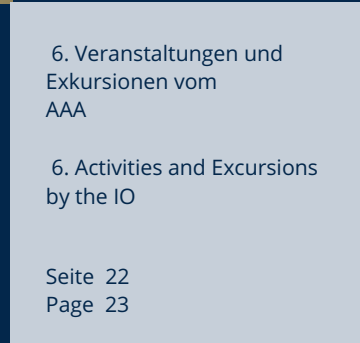 6. Veranstaltungen und
Exkursionen vom
AAA
6. Activities and Excursions
by the IO
Seite 22
Page 23